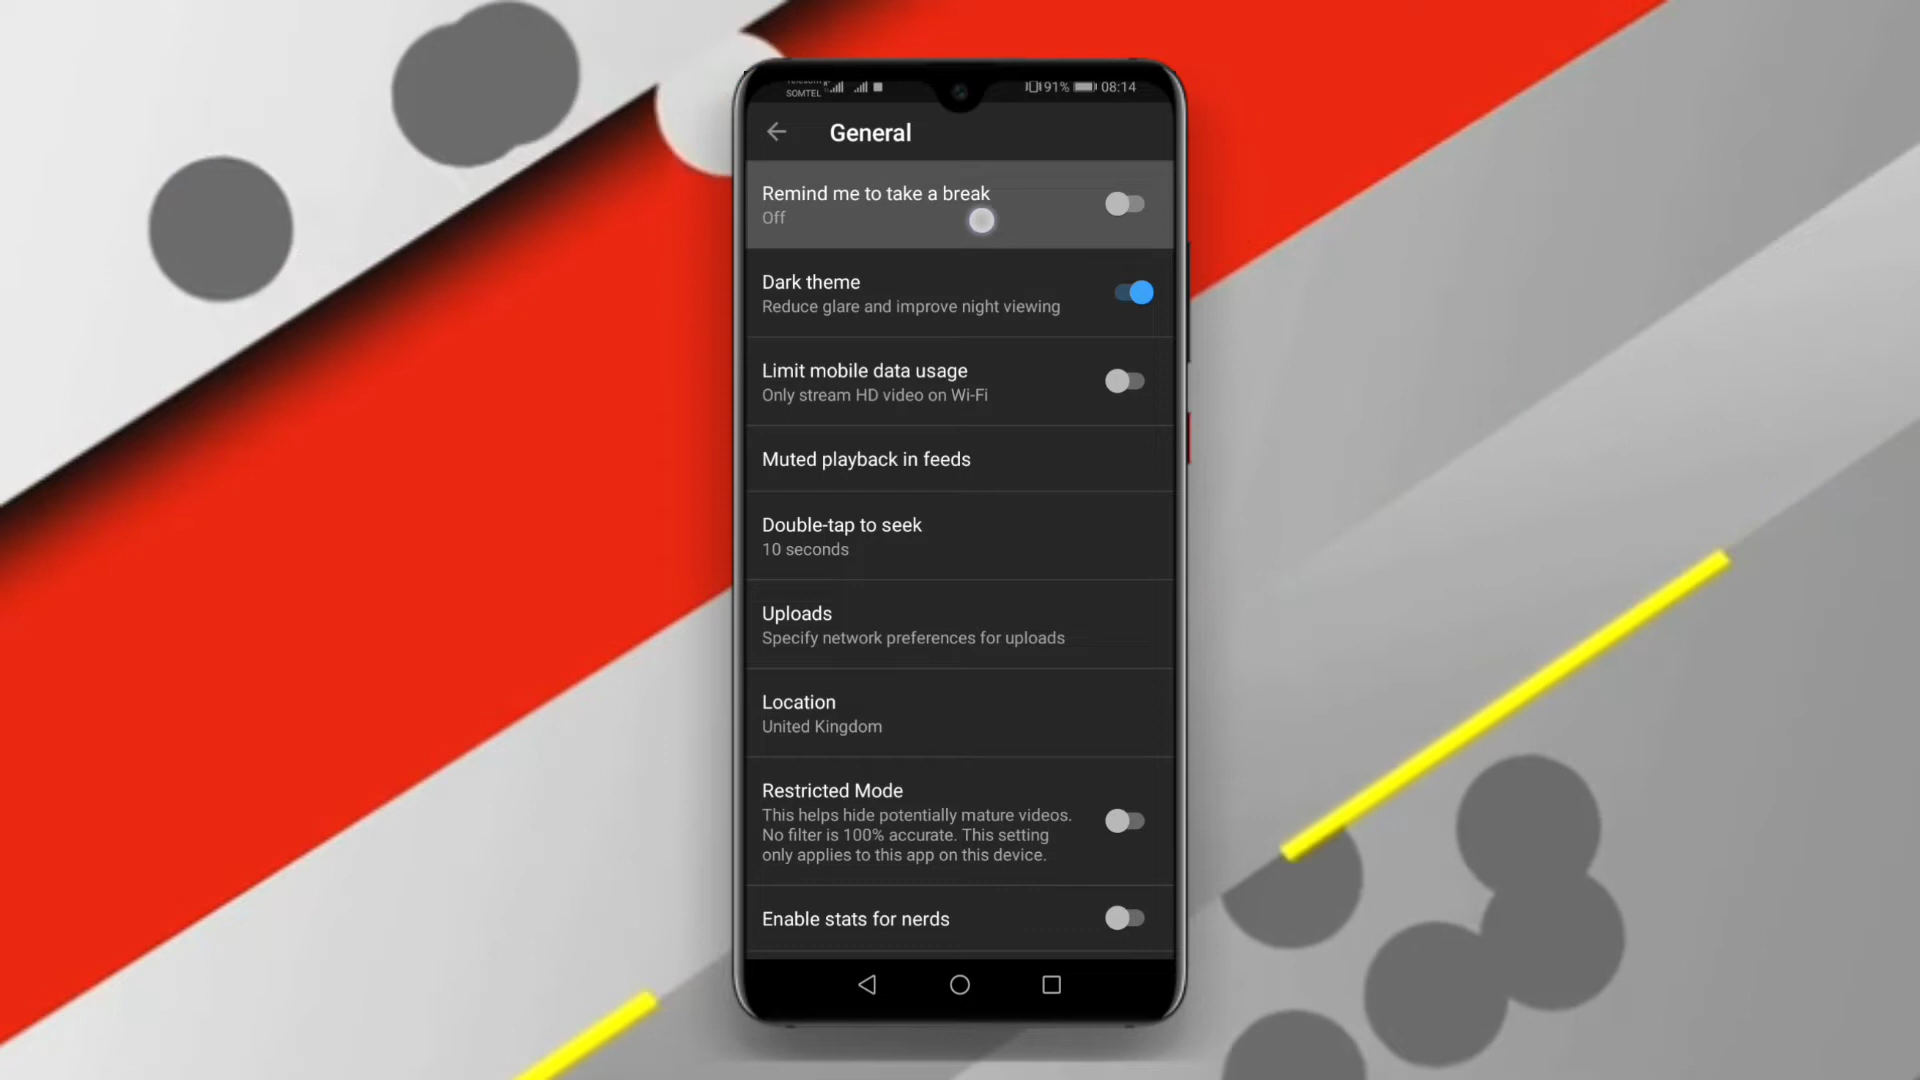 SOMTEL
91% 08:14
General
Remind me to take a break
Off
Dark theme
Reduce glare and improve night viewing
Limit mobile data usage
Only stream HD video on Wi-Fi
Muted playback in feeds
Double-tap to seek
10 seconds
Uploads
Specify network preferences for uploads
Location
United Kingdom
Restricted Mode
This helps hide potentially mature videos.
No filter is 100% accurate. This setting
only applies to this app on this device.
Enable stats for nerds